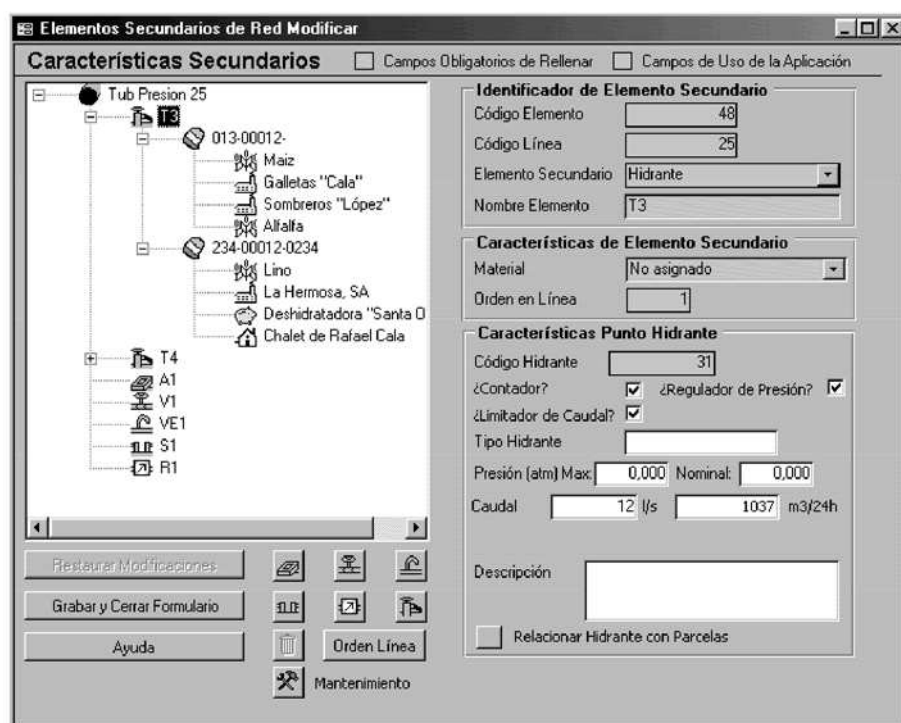 Elementos Secundarios de Red Modificar
Características Secundarios
Campos Obligatorios de Rellenar
Campos de Uso de la Aplicación
Tub Presion 25
T3
013-00012-
Maiz
Galletas "Cala"
Sombreros "López"
Alfalfa
234-00012-0234
Lino
La Hermosa, SA
Deshidratadora "Santa O
Chalet de Rafael Cala
T4
A1
V1
VE1
S1
R1
Restaurar Modificaciones
Grabar y Cerrar Formulario
Ayuda
Orden Línea
Mantenimiento
Identificador de Elemento Secundario
Código Elemento 48
Código Línea 25
Elemento Secundario Hidrante
Nombre Elemento T3
Características de Elemento Secundario
Material No asignado
Orden en Línea 1
Características Punto Hidrante
Código Hidrante 31
¿Contador? ¿Regulador de Presión?
¿Limitador de Caudal?
Tipo Hidrante
Presión (atm) Max: 0,000 Nominal: 0,000
Caudal 12 l/s 1037 m3/24h
Descripción
Relacionar Hidrante con Parcelas